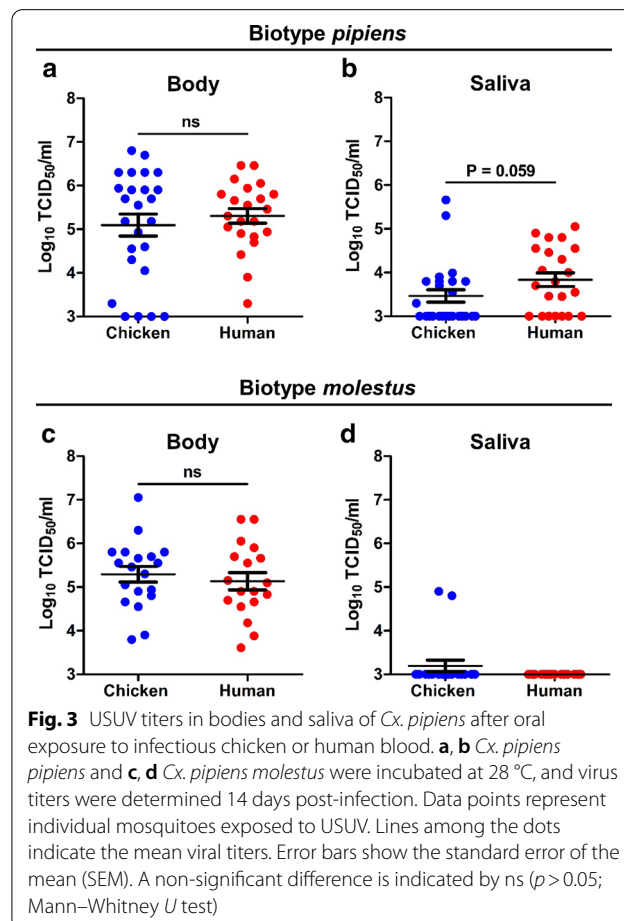 Biotype pipiens
a
b
Body
Saliva
ns
P = 0.059
Log10 TCID50/ml
8
7
6
5
4
3
Chicken Human
Log10 TCID50/ml
8
7
6
5
4
3
Chicken Human
Biotype molestus
c
d
Body
Saliva
ns
Log10 TCID50/ml
8
7
6
5
4
3
Chicken Human
Log10 TCID50/ml
8
7
6
5
4
3
Chicken Human
Fig. 3 USUV titers in bodies and saliva of Cx. pipiens after oral
exposure to infectious chicken or human blood. a, b Cx. pipiens
pipiens and c, d Cx. pipiens molestus were incubated at 28 °C, and virus
titers were determined 14 days post-infection. Data points represent
individual mosquitoes exposed to USUV. Lines among the dots
indicate the mean viral titers. Error bars show the standard error of the
mean (SEM). A non-significant difference is indicated by ns (p > 0.05;
Mann–Whitney U test)